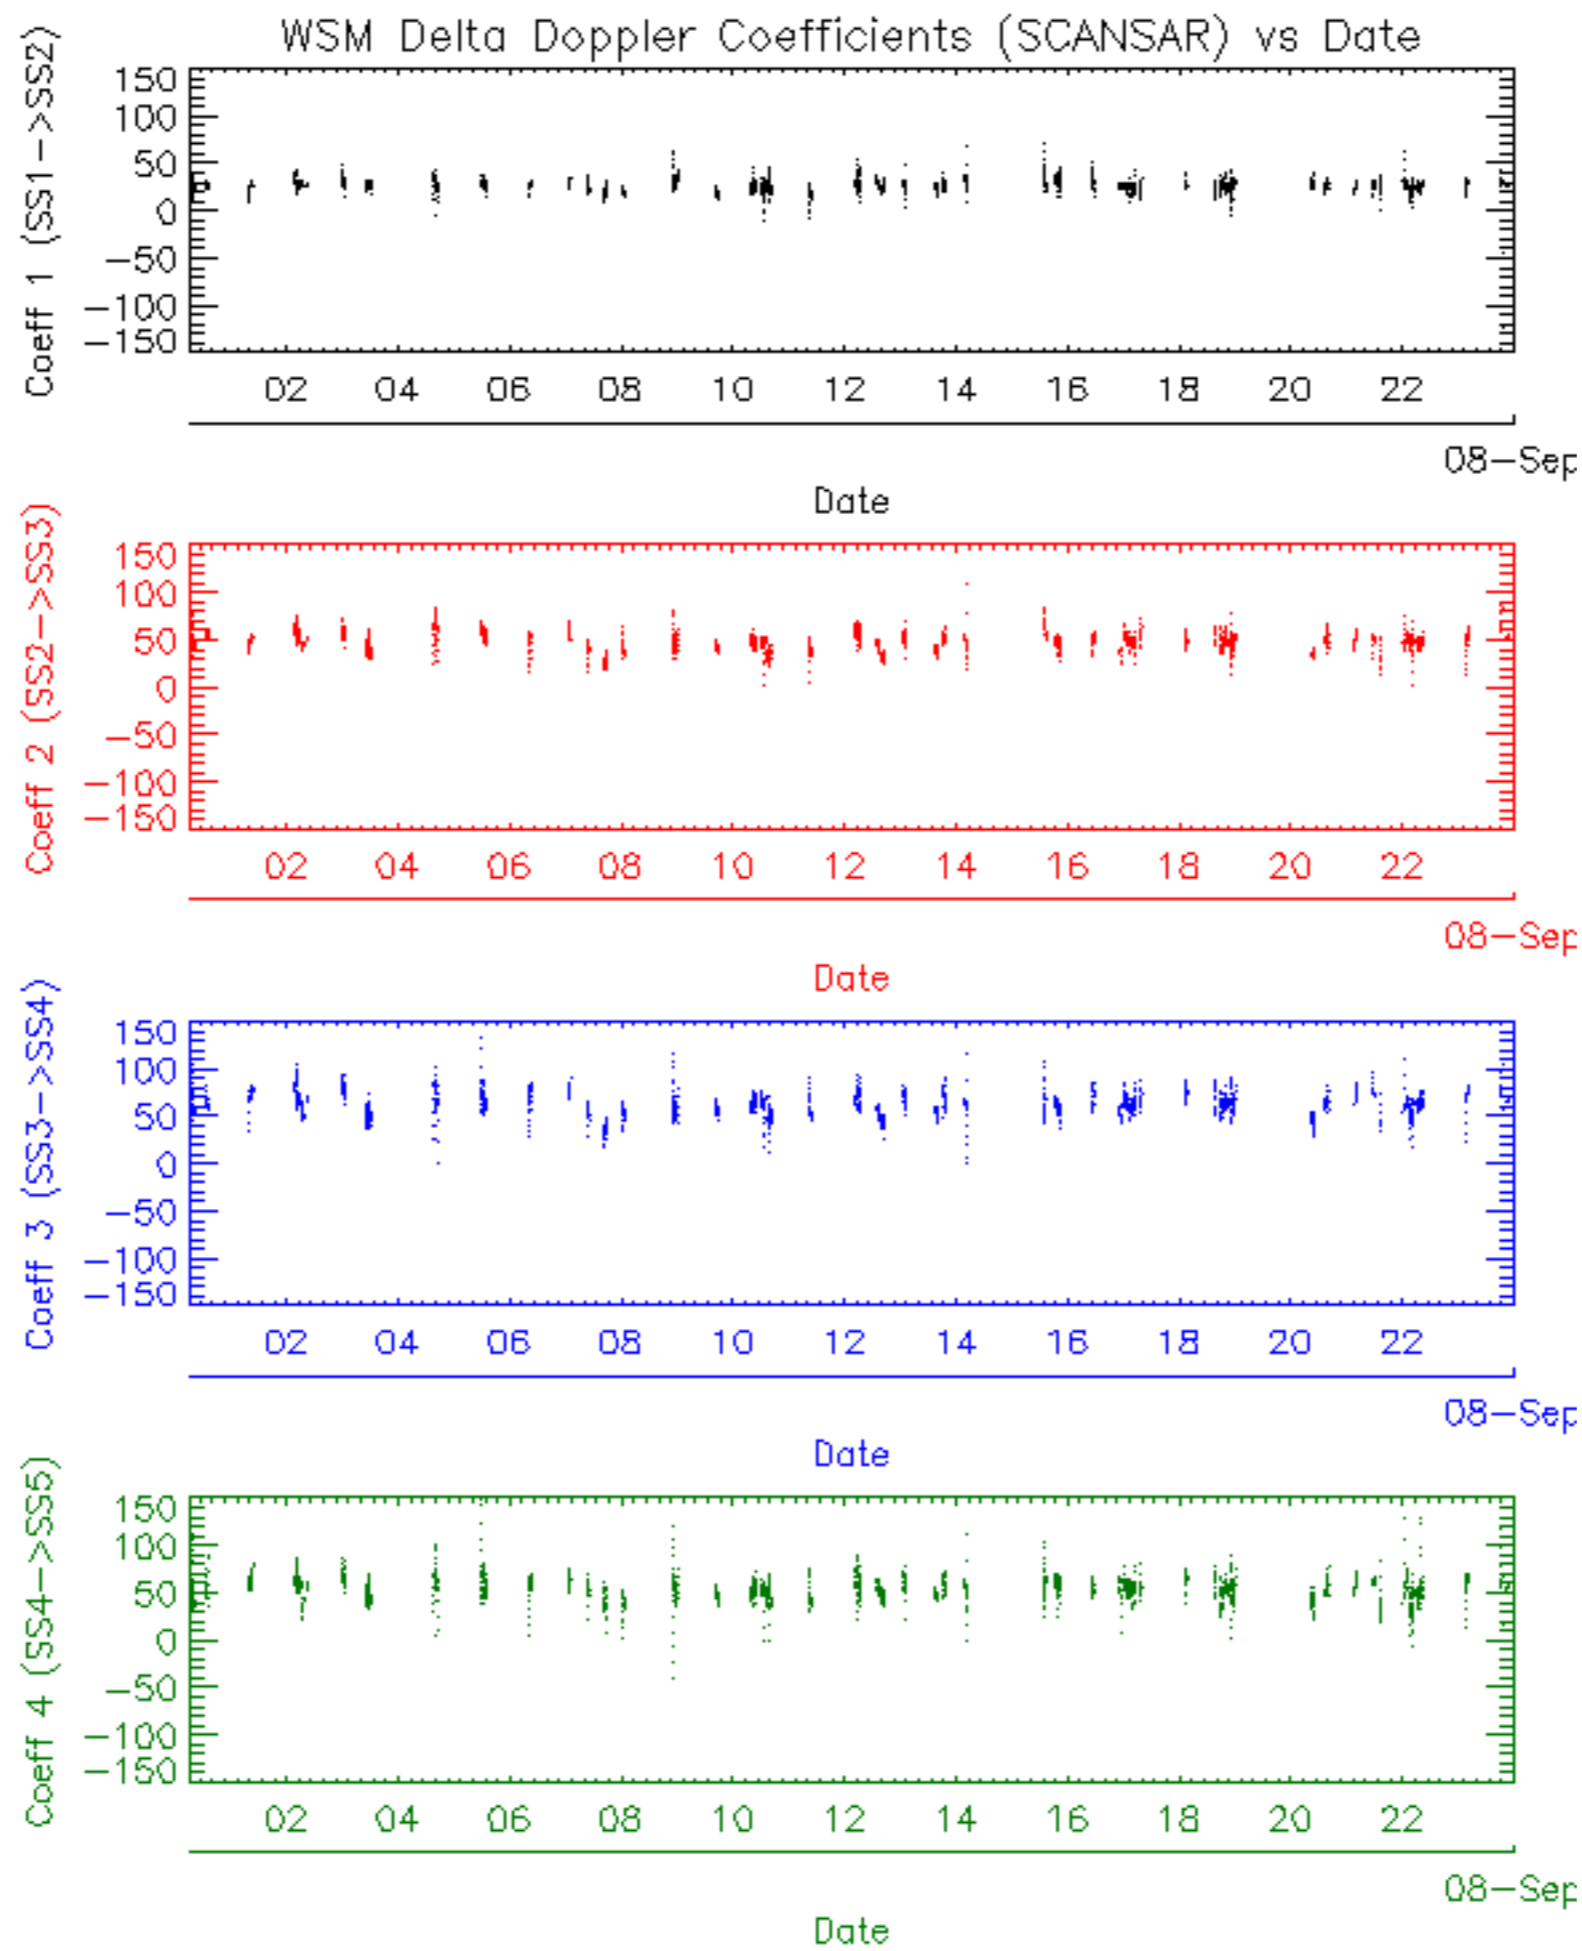 WSM Delta Doppler Coefficients (SCANSAR) vs Date
Coeff 1 (SS1->SS2)
150
100
50
0
-50
-100
-150
02 04 06 08 10 12 14 16 18 20 22
08-Sep
Date
Coeff 2 (SS2->SS3)
150
100
50
0
-50
-100
-150
02 04 06 08 10 12 14 16 18 20 22
08-Sep
Date
Coeff 3 (SS3->SS4)
150
100
50
0
-50
-100
-150
02 04 06 08 10 12 14 16 18 20 22
08-Sep
Date
Coeff 4 (SS4->SS5)
150
100
50
0
-50
-100
-150
02 04 06 08 10 12 14 16 18 20 22
08-Sep
Date